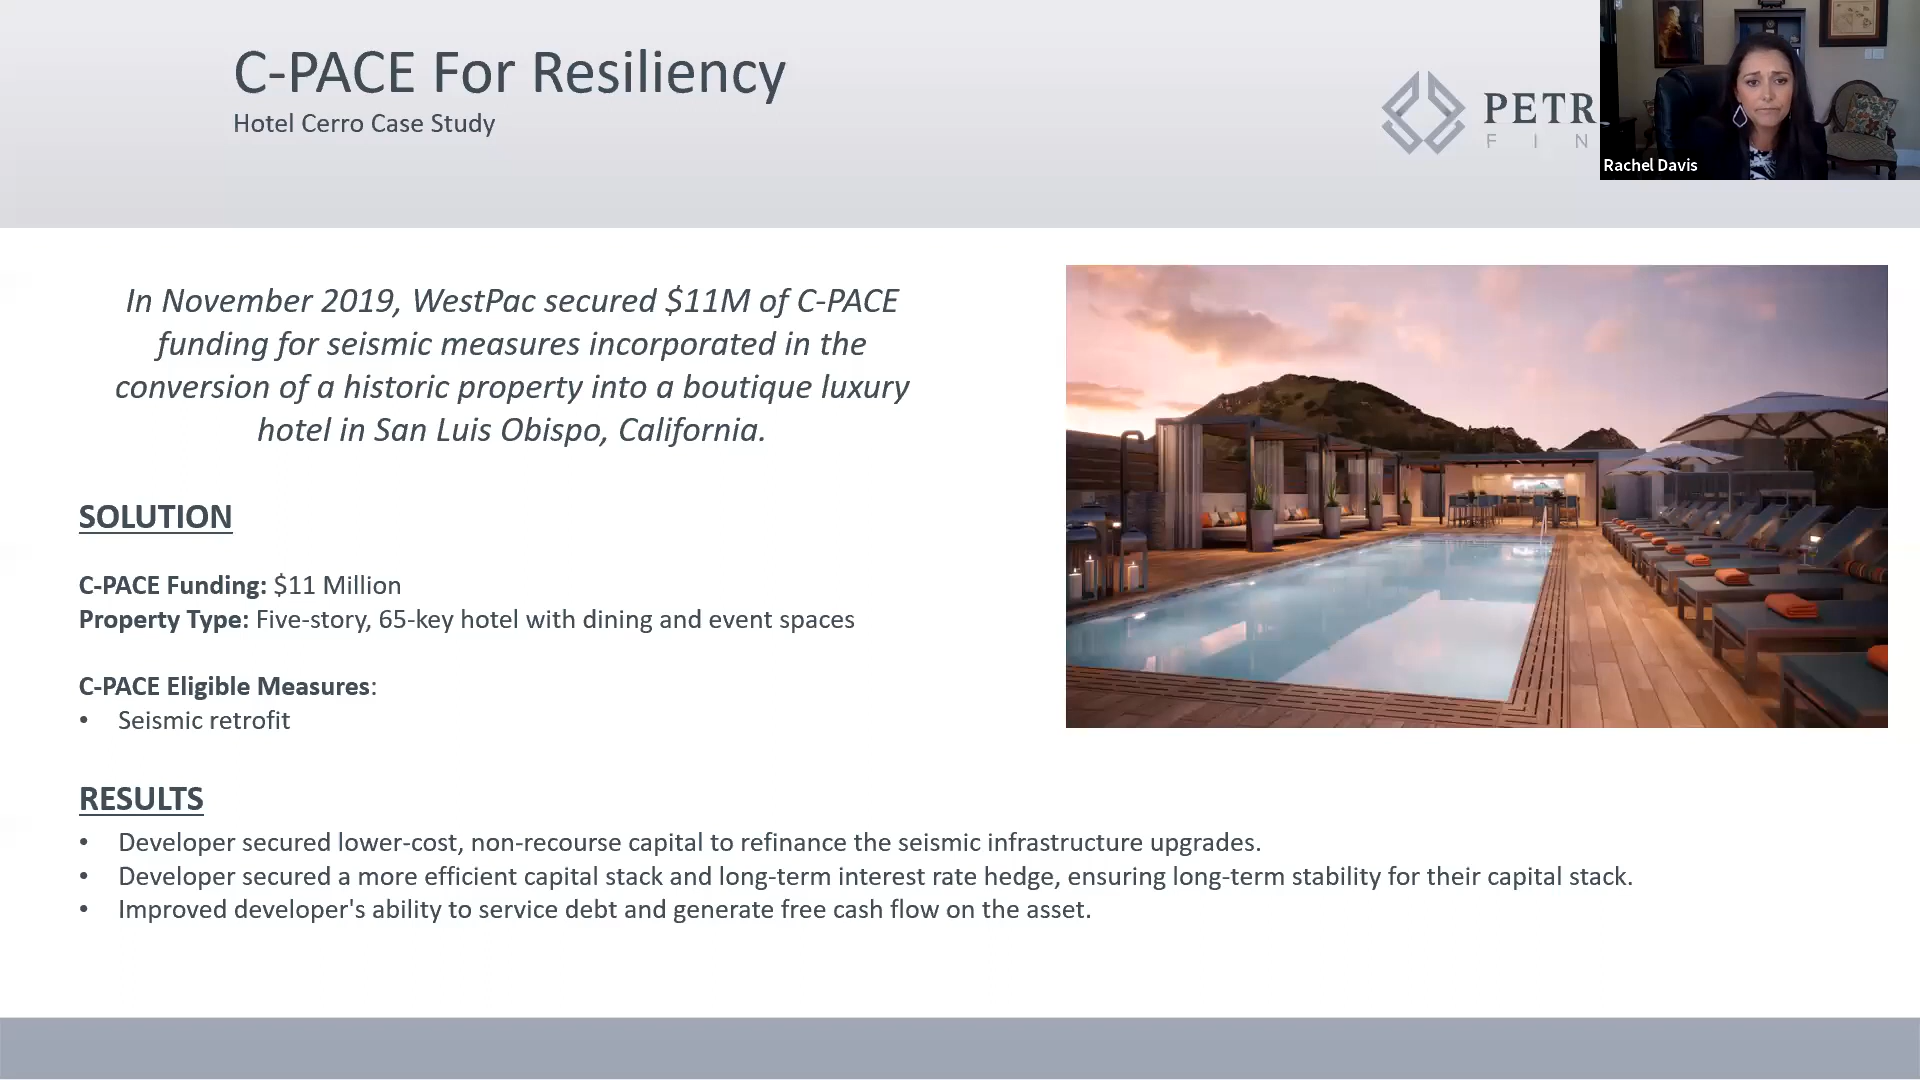 C-PACE For Resiliency
Hotel Cerro Case Study
PETR
F I N
Rachel Davis
In November 2019, WestPac secured $11M of C-PACE
funding for seismic measures incorporated in the
conversion of a historic property into a boutique luxury
hotel in San Luis Obispo, California.
SOLUTION
C-PACE Funding: $11 Million
Property Type: Five-story, 65-key hotel with dining and event spaces
C-PACE Eligible Measures:
• Seismic retrofit
RESULTS
• Developer secured lower-cost, non-recourse capital to refinance the seismic infrastructure upgrades.
• Developer secured a more efficient capital stack and long-term interest rate hedge, ensuring long-term stability for their capital stack.
• Improved developer's ability to service debt and generate free cash flow on the asset.